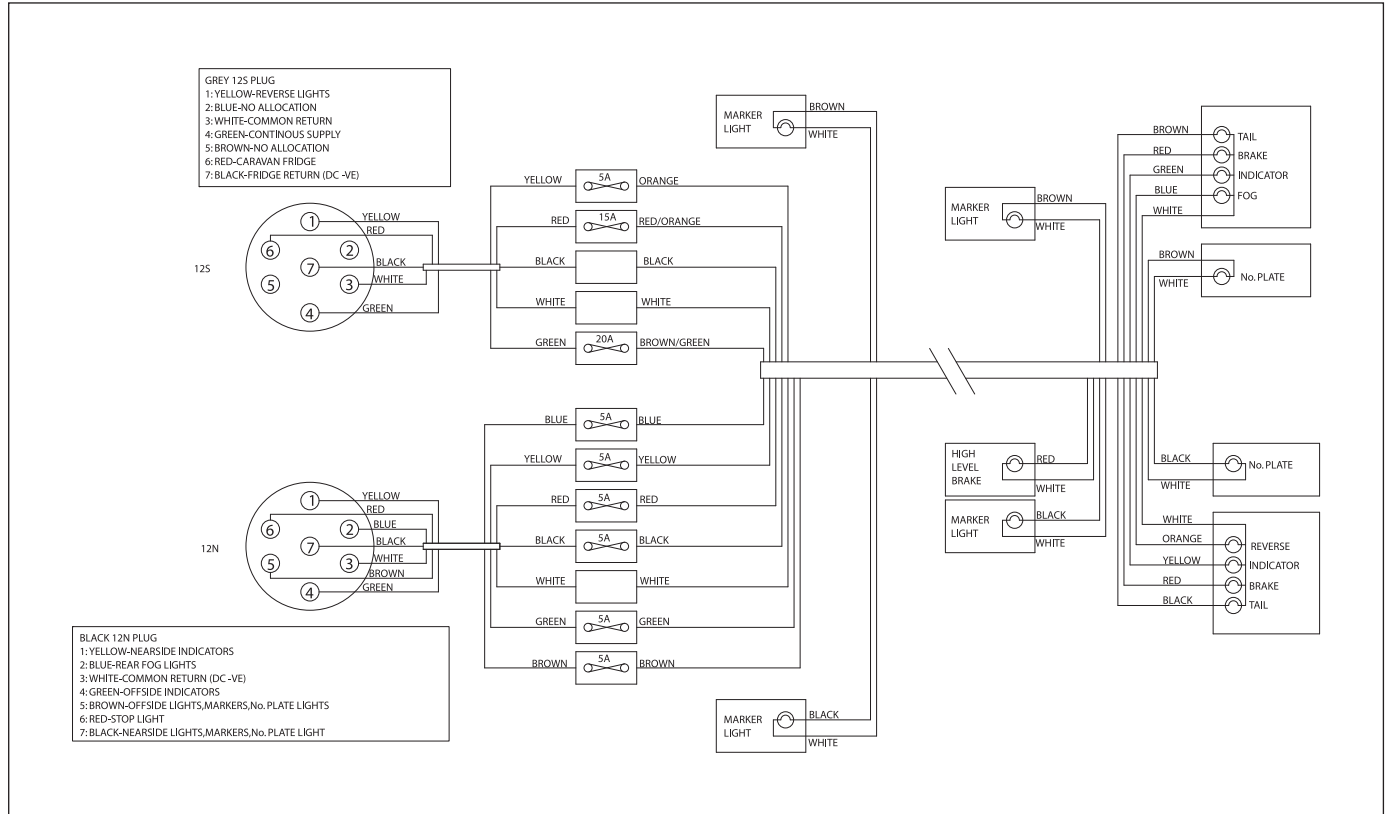 GREY 12S PLUG
1: YELLOW-REVERSE LIGHTS
2: BLUE-NO ALLOCATION
3: WHITE-COMMON RETURN
4: GREEN-CONTINOUS SUPPLY
5: BROWN-NO ALLOCATION
6: RED-CARAVAN FRIDGE
7: BLACK-FRIDGE RETURN (DC -VE)
12S
1
2
3
4
5
6
7
YELLOW
RED
BLACK
WHITE
GREEN
YELLOW 5A ORANGE
RED 15A RED/ORANGE
BLACK BLACK
WHITE WHITE
GREEN 20A BROWN/GREEN
12N
1
2
3
4
5
6
7
YELLOW
RED
BLUE
BLACK
WHITE
BROWN
GREEN
BLUE 5A BLUE
YELLOW 5A YELLOW
RED 5A RED
BLACK 5A BLACK
WHITE WHITE
GREEN 5A GREEN
BROWN 5A BROWN
BLACK 12N PLUG
1: YELLOW-NEARSIDE INDICATORS
2: BLUE-REAR FOG LIGHTS
3: WHITE-COMMON RETURN (DC -VE)
4: GREEN-OFFSIDE INDICATORS
5: BROWN-OFFSIDE LIGHTS,MARKERS,No. PLATE LIGHTS
6: RED-STOP LIGHT
7: BLACK-NEARSIDE LIGHTS,MARKERS,No. PLATE LIGHT
MARKER
LIGHT
BROWN
WHITE
MARKER
LIGHT
BLACK
WHITE
MARKER
LIGHT
BROWN
WHITE
HIGH
LEVEL
BRAKE
RED
WHITE
MARKER
LIGHT
BLACK
WHITE
BROWN TAIL
RED BRAKE
GREEN INDICATOR
BLUE FOG
WHITE
BROWN
WHITE
No. PLATE
BLACK
WHITE
No. PLATE
WHITE
ORANGE REVERSE
YELLOW INDICATOR
RED BRAKE
BLACK TAIL